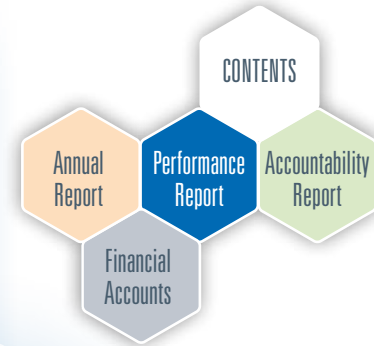 CONTENTS
Annual
Report
Performance
Report
Accountability
Report
Financial
Accounts